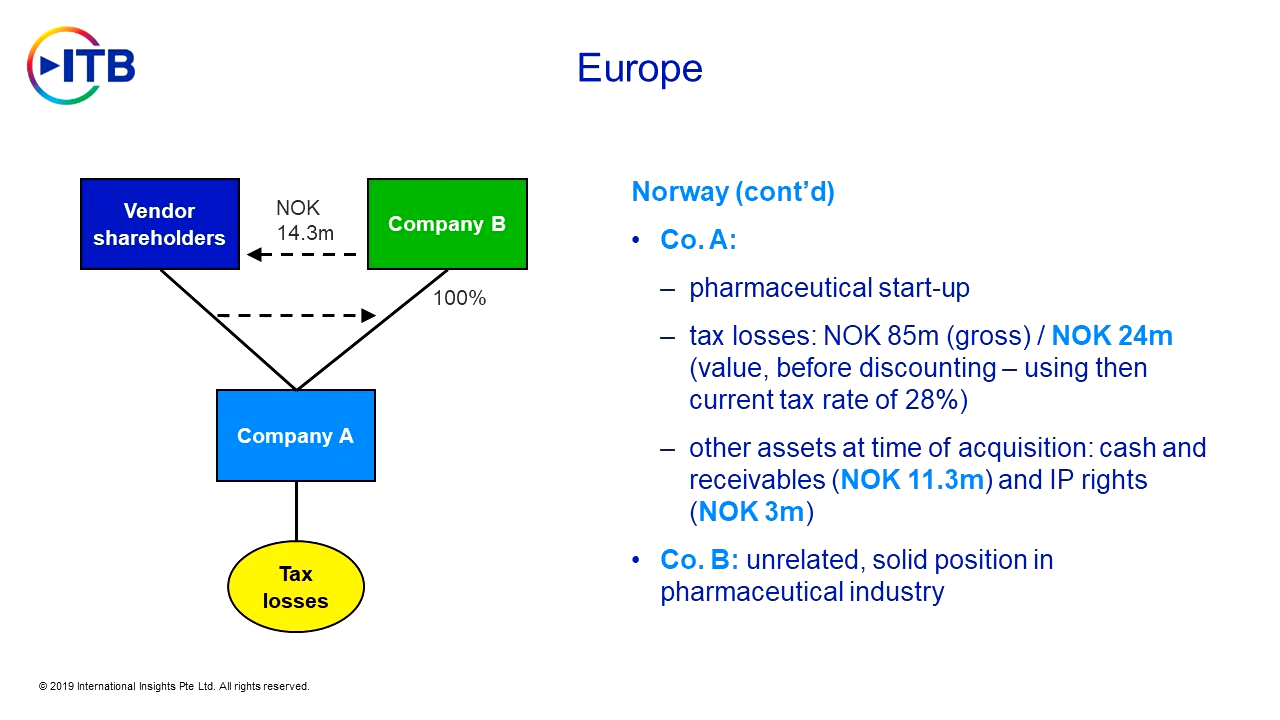 ITB
Europe
Vendor
shareholders
NOK
14.3m
Company B
100%
Company A
Tax
losses
Norway (cont’d)
• Co. A:
– pharmaceutical start-up
– tax losses: NOK 85m (gross) / NOK 24m
(value, before discounting – using then
current tax rate of 28%)
– other assets at time of acquisition: cash and
receivables (NOK 11.3m) and IP rights
(NOK 3m)
• Co. B: unrelated, solid position in
pharmaceutical industry
© 2019 International Insights Pte Ltd. All rights reserved.